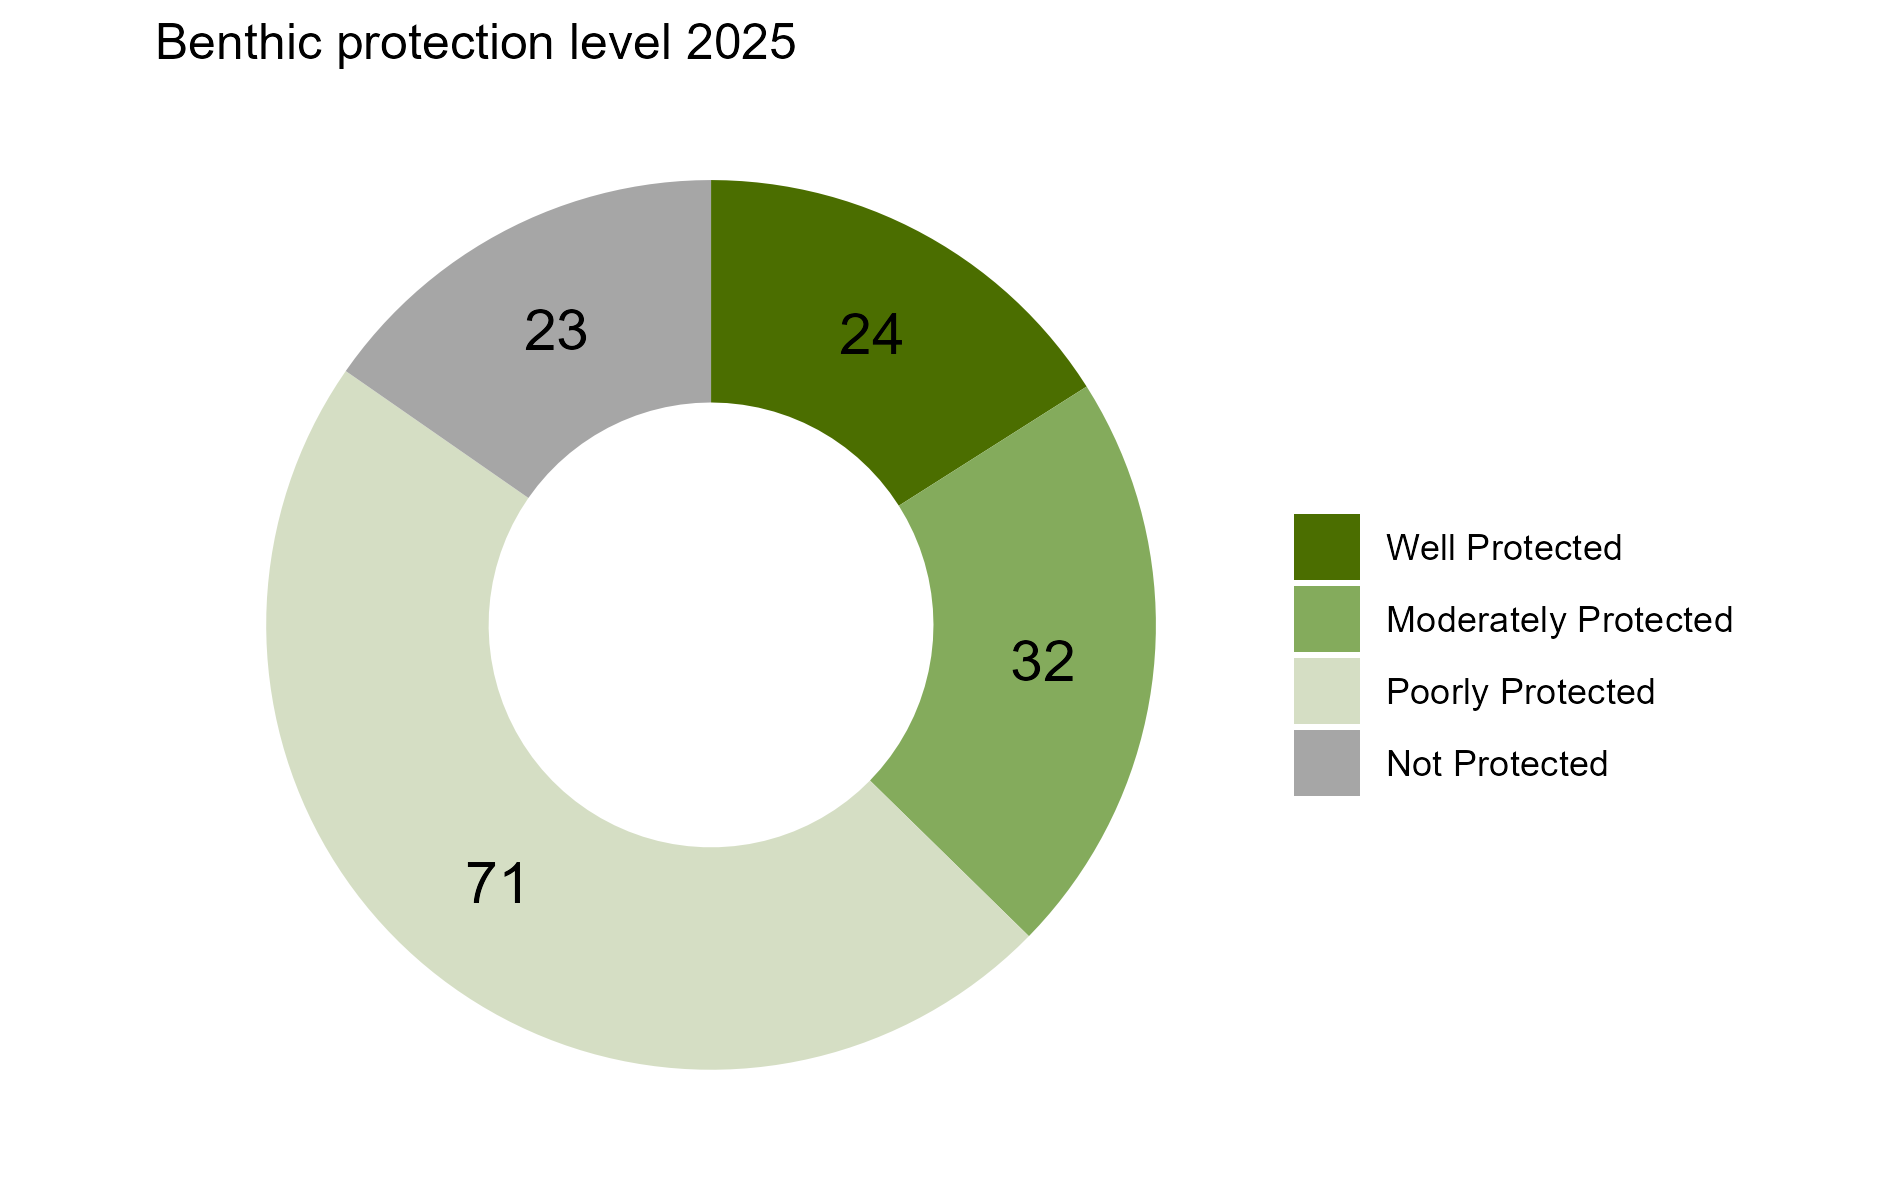 Benthic protection level 2025
23
24
32
71
Well Protected
Moderately Protected
Poorly Protected
Not Protected